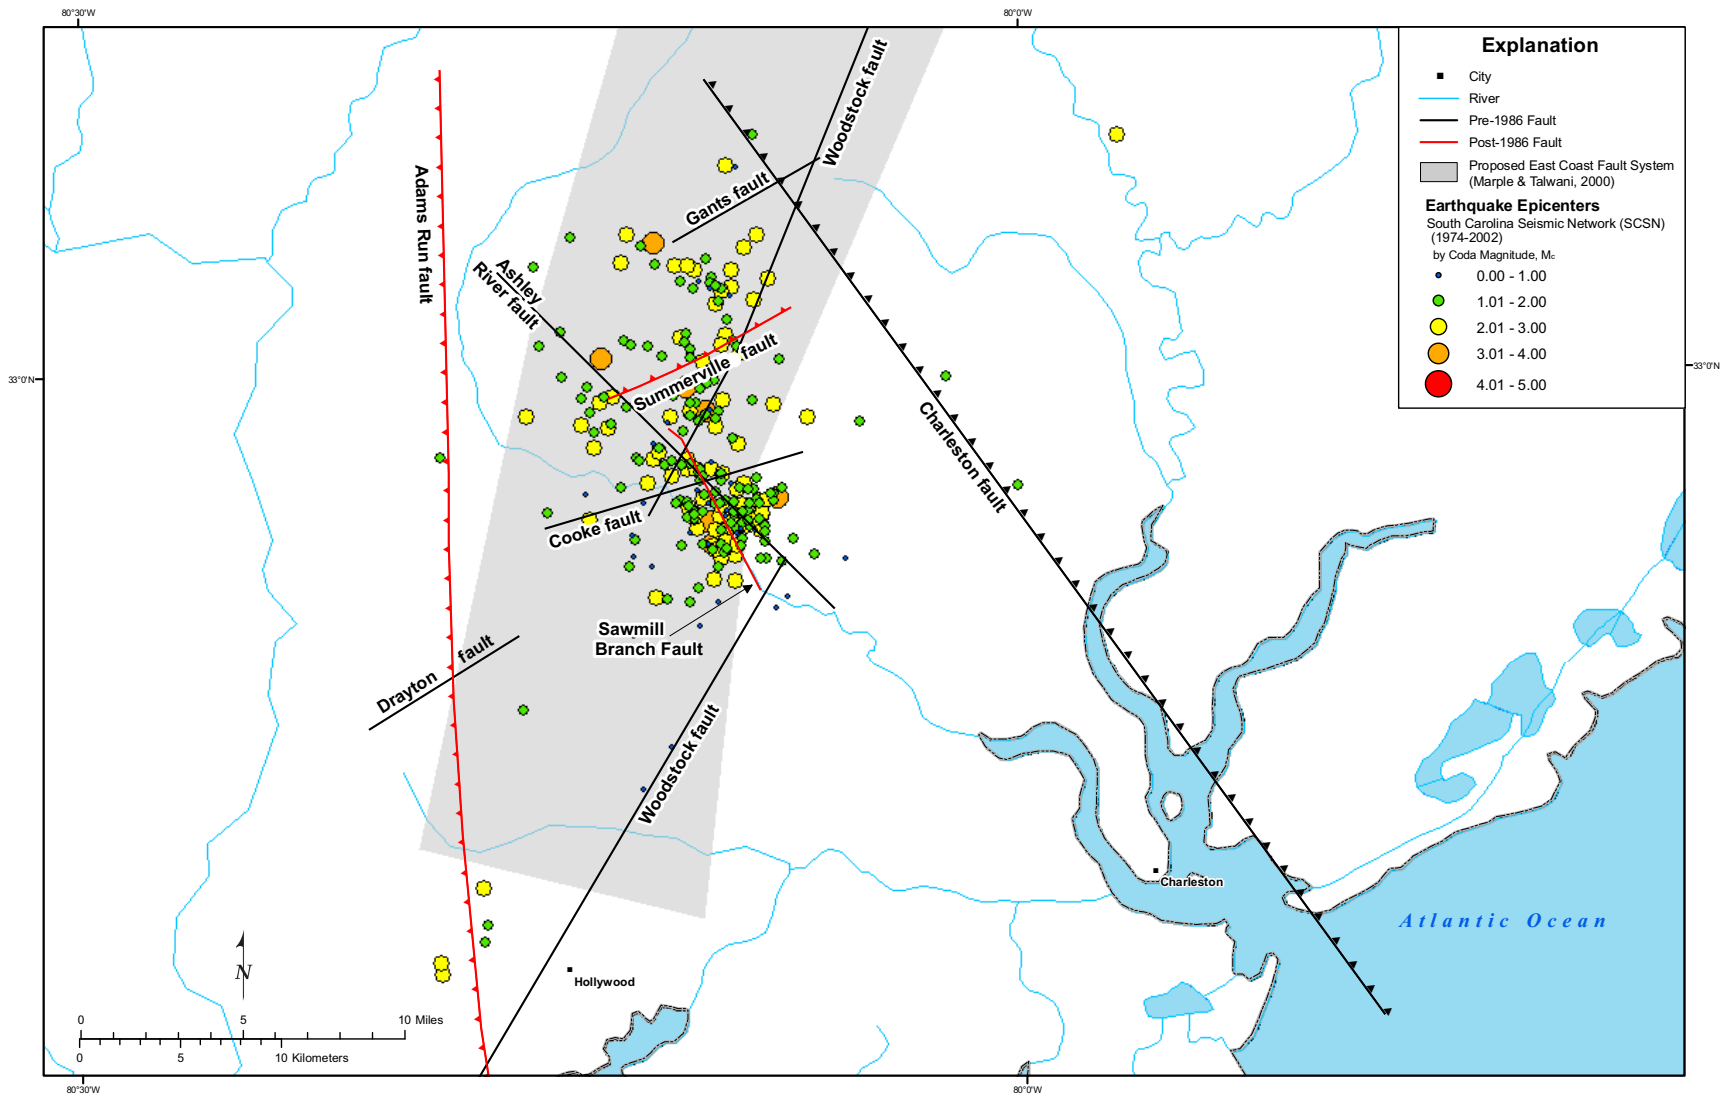 80°30'W
80°0'W
Explanation
City
River
Pre-1986 Fault
Post-1986 Fault
Proposed East Coast Fault System
(Marple & Talwani, 2000)
Earthquake Epicenters
South Carolina Seismic Network (SCSN)
(1974-2002)
by Coda Magnitude, Mc
0.00 - 1.00
1.01 - 2.00
2.01 - 3.00
3.01 - 4.00
4.01 - 5.00
Woodstock fault
Gants fault
Adams Run fault
Ashley
River fault
Summerville fault
33°0'N
33°0'N
Charleston fault
Cooke fault
Sawmill
Branch Fault
Drayton fault
Woodstock fault
Charleston
Atlantic Ocean
Hollywood
N
0 5 10 Miles
0 5 10 Kilometers
80°30'W
80°0'W